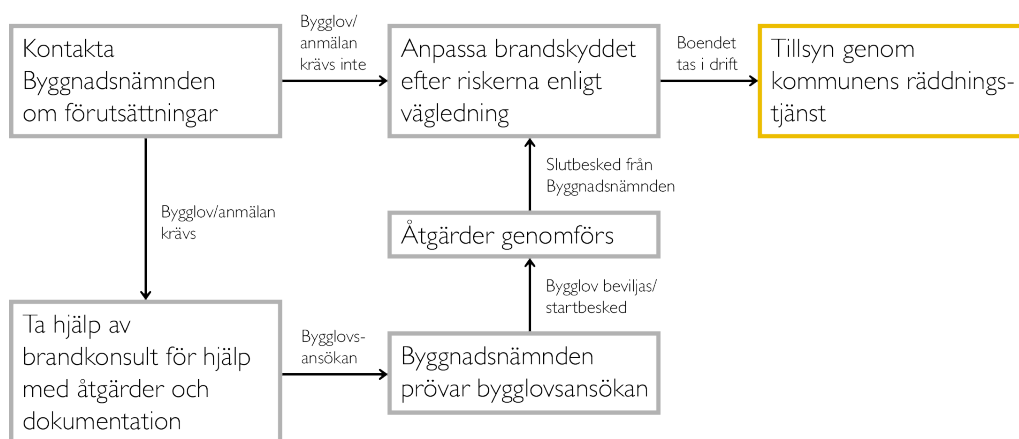 Kontakta
Byggnadsnämnden
om förutsättningar
Bygglov/
anmälan
krävs inte
Anpassa brandskyddet
efter riskerna enligt
vägledning
Boendet
tas i drift
Tillsyn genom
kommunens räddnings-
tjänst
Bygglov/anmälan
krävs
Slutbesked från
Byggnadsnämnden
Åtgärder genomförs
Bygglov beviljas/
startbesked
Ta hjälp av
brandkonsult för hjälp
med åtgärder och
dokumentation
Bygglovs-
ansökan
Byggnadsnämnden
prövar bygglovsansökan